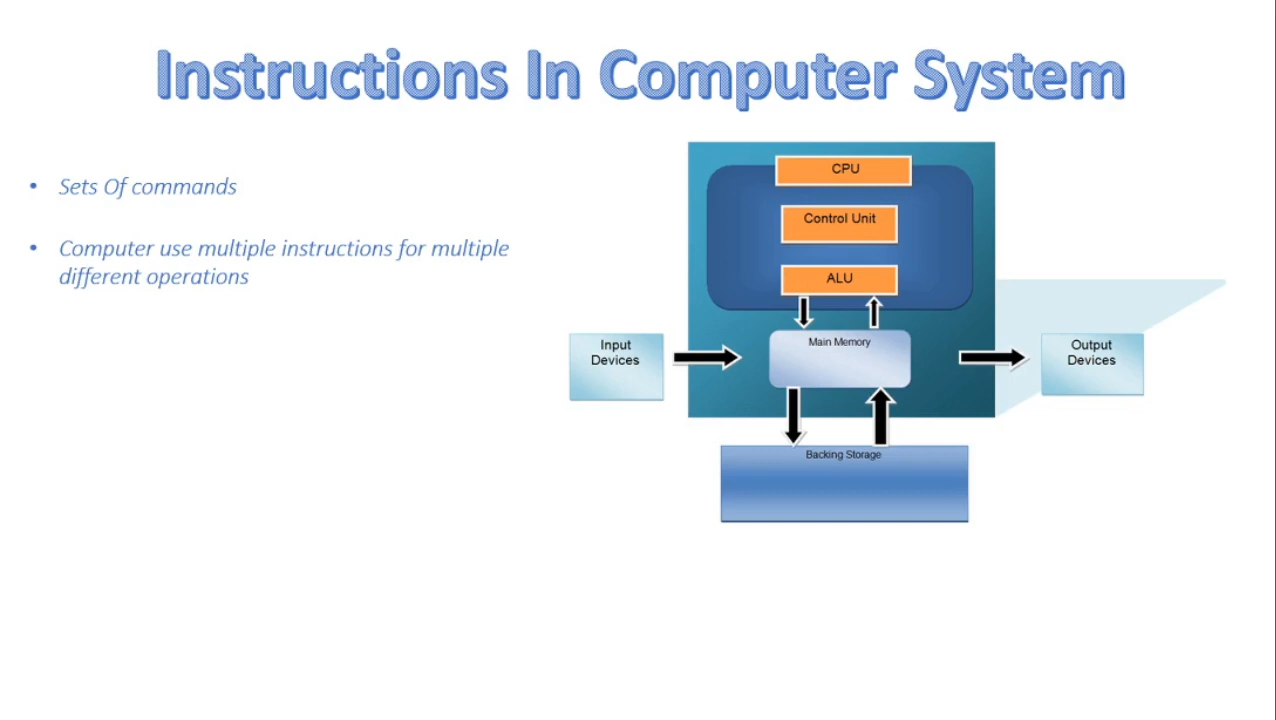 Instructions In Computer System
• Sets Of commands
• Computer use multiple instructions for multiple
different operations
CPU
Control Unit
ALU
Main Memory
Input
Devices
Output
Devices
Backing Storage